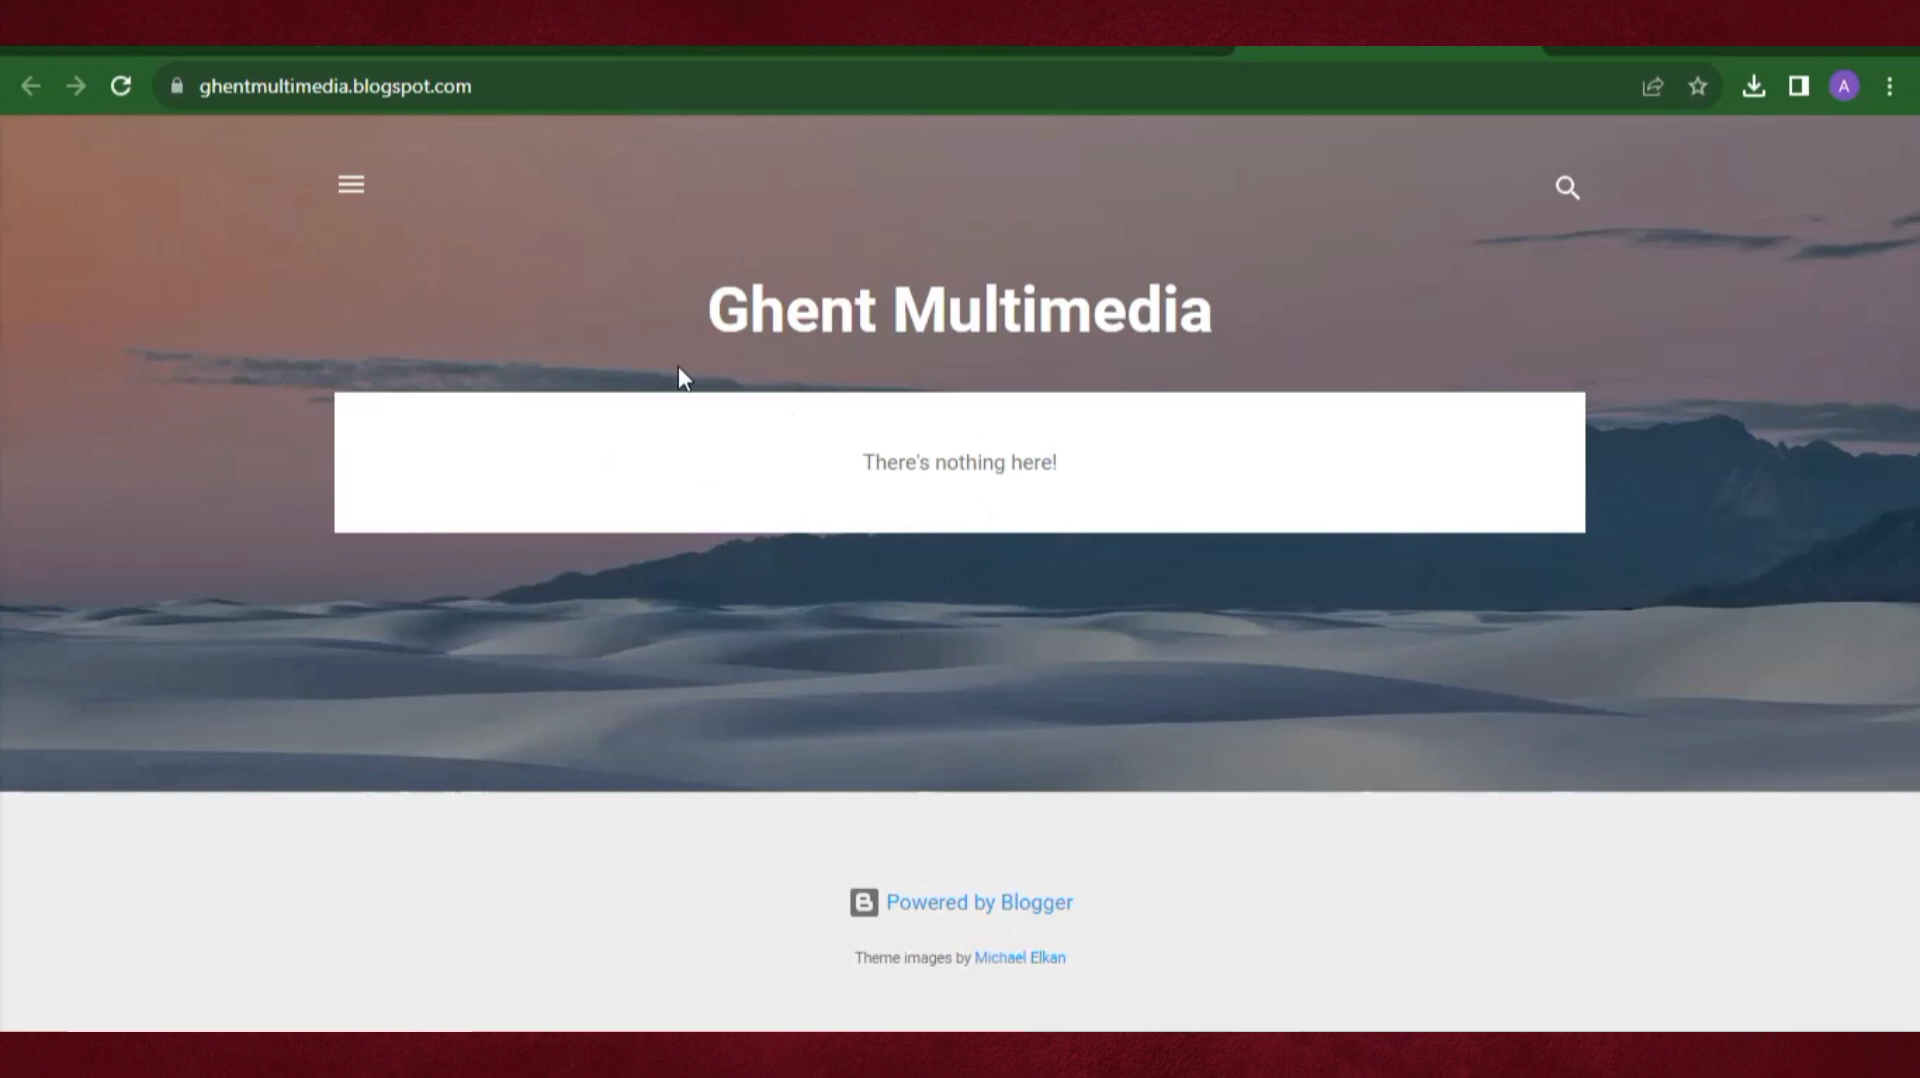 ghentmultimedia.blogspot.com
A
Ghent Multimedia
There's nothing here!
Powered by Blogger
Theme images by Michael Elkan